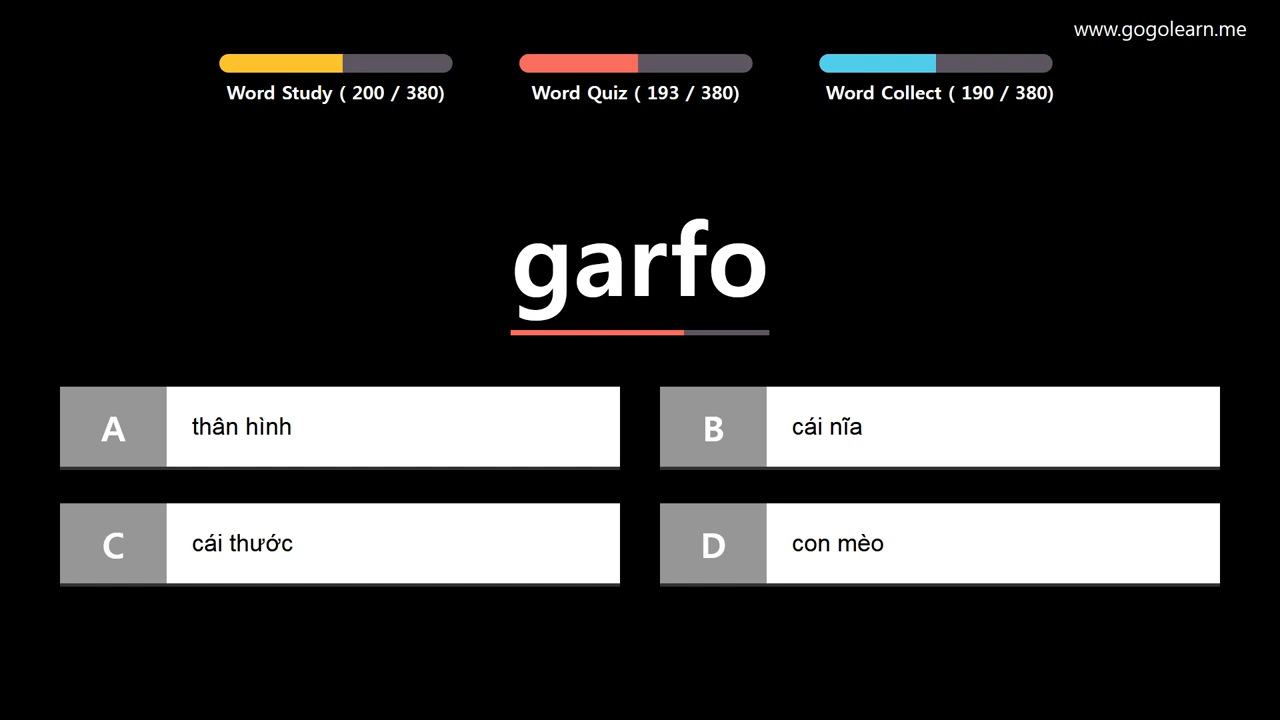 www.gogolearn.me
Word Study ( 200 / 380)
Word Quiz ( 193 / 380)
Word Collect ( 190 / 380)
garfo
A thân hình
B cái nĩa
C cái thước
D con mèo